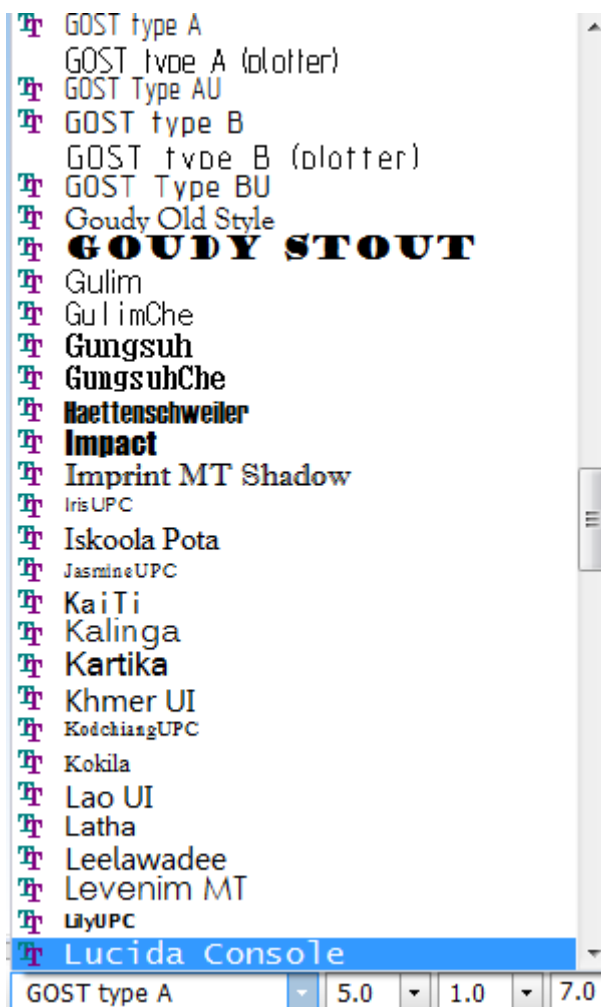 GOST type A
GOST type A (plotter)
GOST Type AU
GOST type B
GOST type B (plotter)
GOST Type BU
Goudy Old Style
GOUDY STOUT
Gulim
GulimChe
Gungsuh
GungsuhChe
Haettenschweiler
Impact
Imprint MT Shadow
IrisUPC
Iskoola Pota
JasmineUPC
KaiTi
Kalinga
Kartika
Khmer UI
KodchiangUPC
Kokila
Lao UI
Latha
Leelawadee
Levenim MT
LilyUPC
Lucida Console
GOST type A 5.0 1.0 7.0